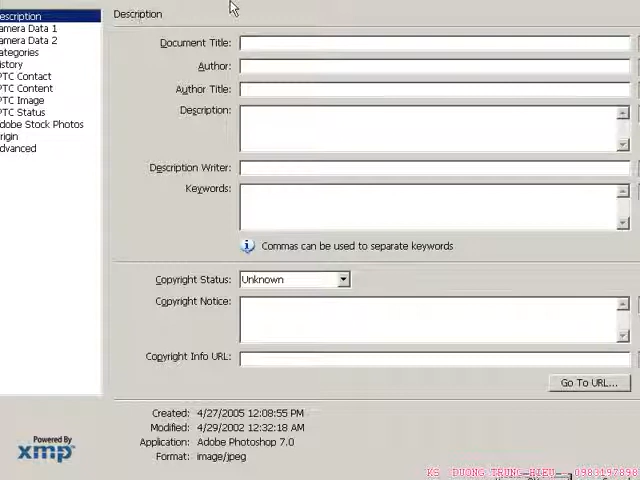 escription
amera Data 1
amera Data 2
ategories
istory
PTC Contact
PTC Content
PTC Image
PTC Status
dobe Stock Photos
rigin
dvanced
Description
Document Title:
Author:
Author Title:
Description:
Description Writer:
Keywords:
Commas can be used to separate keywords
Copyright Status: Unknown
Copyright Notice:
Copyright Info URL:
Go To URL...
Created: 4/27/2005 12:08:55 PM
Modified: 4/29/2002 12:32:18 AM
Application: Adobe Photoshop 7.0
Format: image/jpeg
Powered By
xmp
KS DUONG TRUNG HIEU - 0983197898